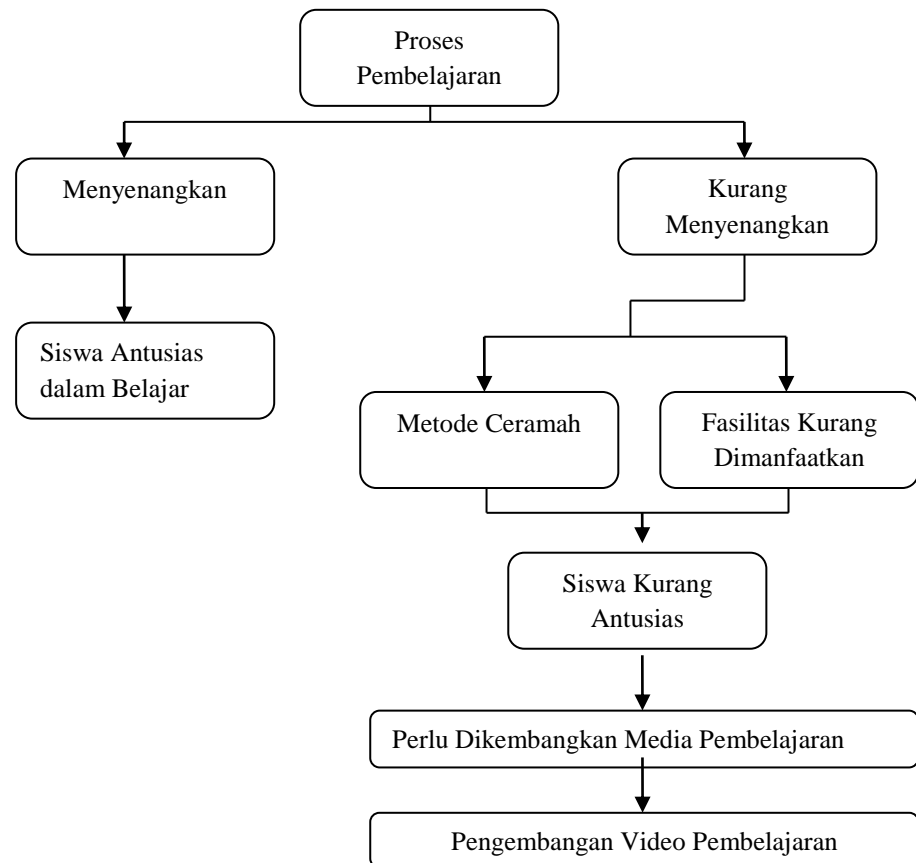 Proses
Pembelajaran
Menyenangkan
Kurang
Menyenangkan
Siswa Antusias
dalam Belajar
Metode Ceramah
Fasilitas Kurang
Dimanfaatkan
Siswa Kurang
Antusias
Perlu Dikembangkan Media Pembelajaran
Pengembangan Video Pembelajaran